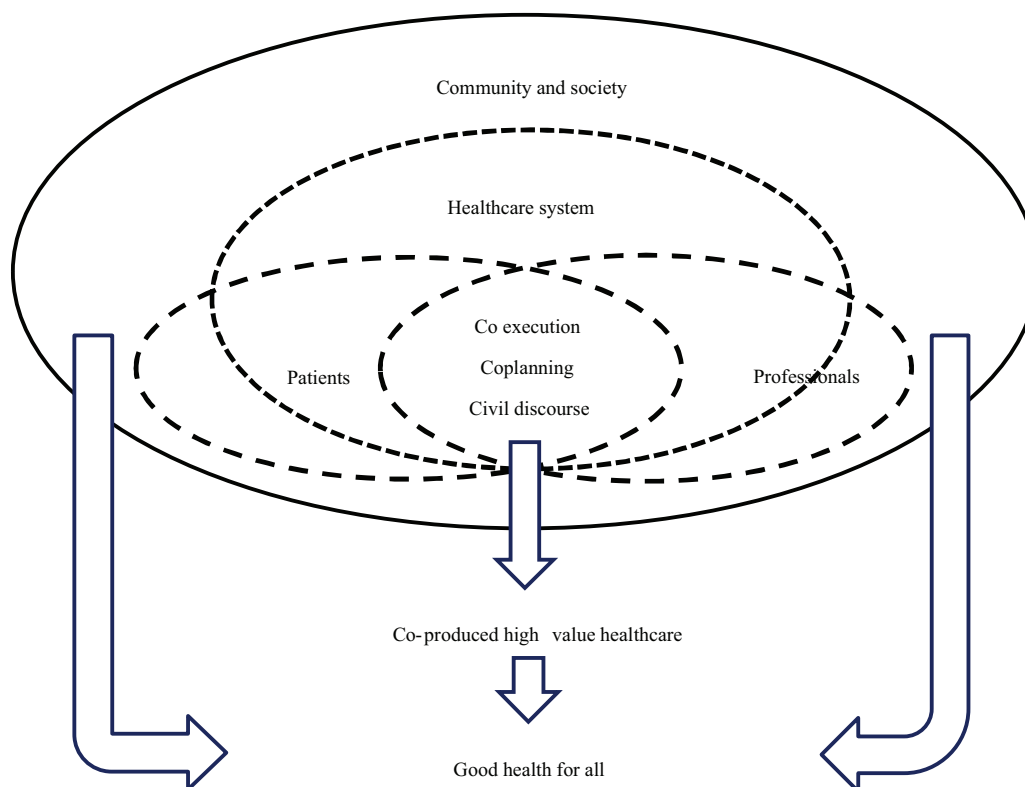 Community and society
Healthcare system
Co execution
Coplanning
Patients
Professionals
Civil discourse
Co-produced high value healthcare
Good health for all